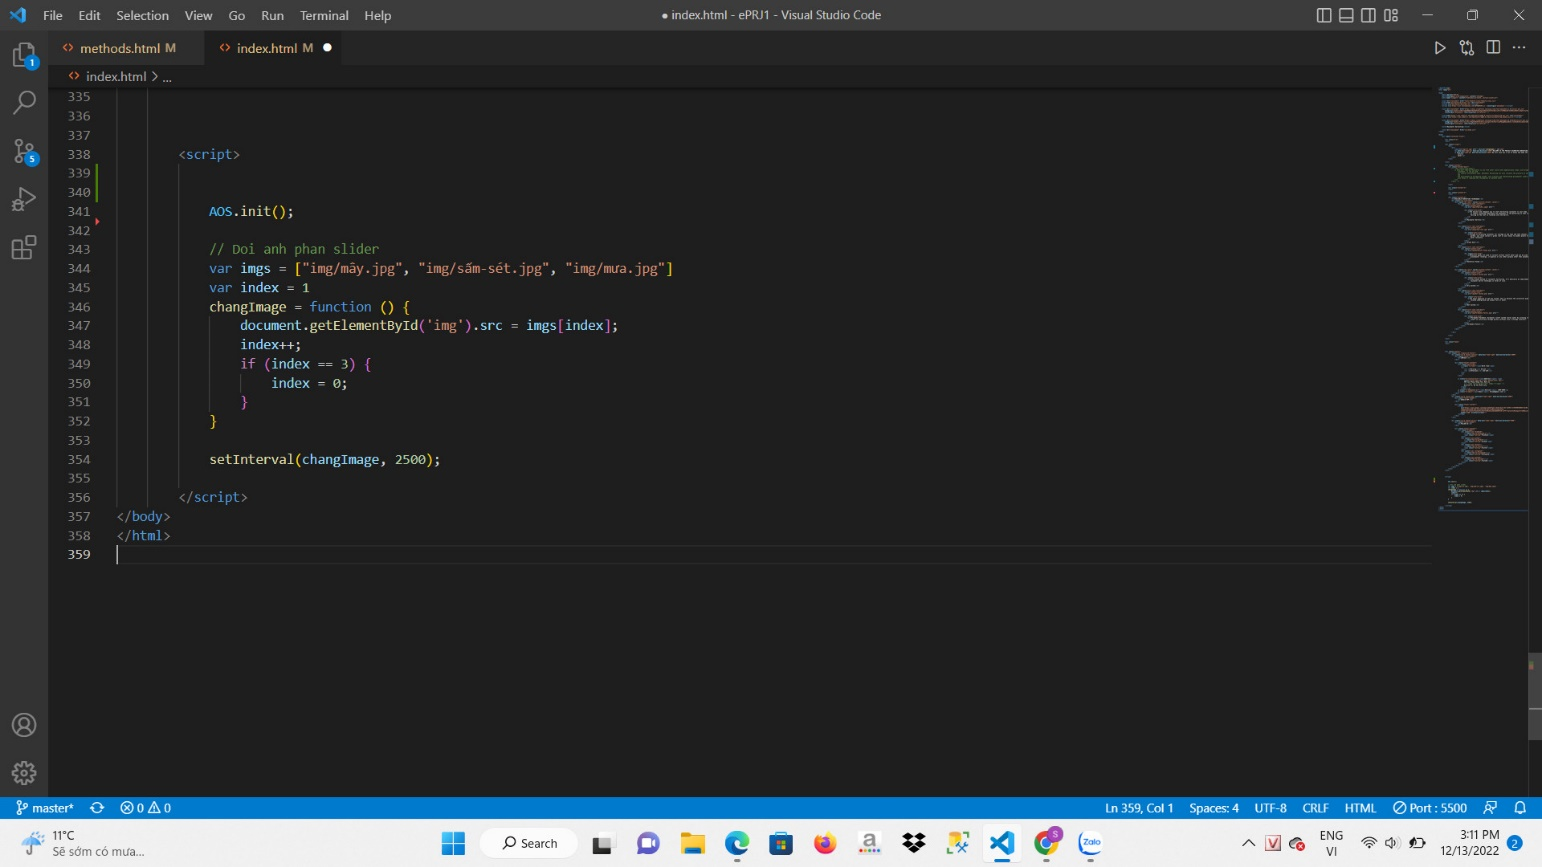 File Edit Selection View Go Run Terminal Help
● index.html - ePRJ1 - Visual Studio Code
methods.html M
index.html M
index.html > ...
1
5
335
336
337
338 <script>
339
340
341 AOS.init();
342
343 // Doi anh phan slider
344 var imgs = ["img/mây.jpg", "img/sấm-sét.jpg", "img/mưa.jpg"]
345 var index = 1
346 changImage = function () {
347 document.getElementById('img').src = imgs[index];
348 index++;
349 if (index == 3) {
350 index = 0;
351 }
352 }
353
354 setInterval(changImage, 2500);
355
356 </script>
357 </body>
358 </html>
359
master* 0 0 Ln 359, Col 1 Spaces: 4 UTF-8 CRLF HTML Port : 5500
11°C
Sẽ sớm có mưa...
Search
a
S
Zalo
V
ENG
VI
3:11 PM
12/13/2022
2